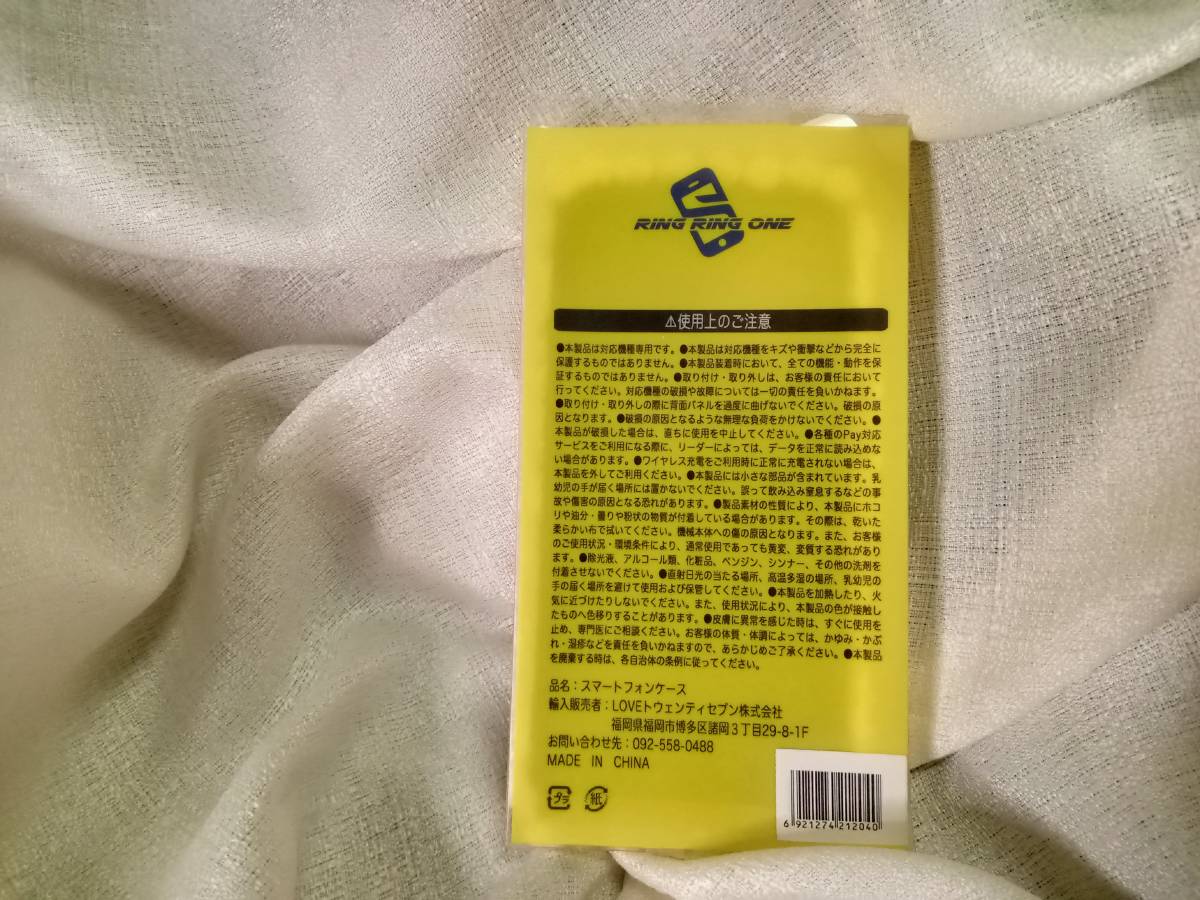 RING RING ONE
⚠使用上のご注意
●本製品は対応機種専用です。●本製品は対応機種をキズや衝撃などから完全に
保護するものではありません。●本製品装着時において、全ての機能・動作を保
証するものではありません。●取り付け・取り外しは、お客様の責任において
行ってください。対応機種の破損や故障については一切の責任を負いかねます。
●取り付け・取り外しの際に背面パネルを過度に曲げないでください。破損の原
因となります。●破損の原因となるような無理な負荷をかけないでください。●
本製品が破損した場合は、直ちに使用を中止してください。●各種のPay対応
サービスをご利用になる際に、リーダーによっては、データを正常に読み込めな
い場合があります。●ワイヤレス充電をご利用時に正常に充電されない場合は、
本製品を外してご利用ください。●本製品には小さな部品が含まれています。乳
幼児の手が届く場所には置かないでください。誤って飲み込み窒息するなどの事
故や傷害の原因となる恐れがあります。●製品素材の性質により、本製品にホコ
リや油分・曇りや粉状の物質が付着している場合があります。その際は、乾いた
柔らかい布で拭いてください。機械本体への傷の原因となります。また、お客様
のご使用状況・環境条件により、通常使用であっても黄変、変質する恐れがあり
ます。●除光液、アルコール類、化粧品、ベンジン、シンナー、その他の洗剤を
付着させないでください。●直射日光の当たる場所、高温多湿の場所、乳幼児の
手の届く場所を避けて使用および保管してください。●本製品を加熱したり、火
気に近づけたりしないでください。また、使用状況により、本製品の色が接触し
たものへ色移りすることがあります。●皮膚に異常を感じた時は、すぐに使用を
止め、専門医にご相談ください。お客様の体質・体調によっては、かゆみ・かぶ
れ・湿疹などを責任を負いかねますので、あらかじめご了承ください。●本製品
を廃棄する時は、各自治体の条例に従ってください。
品名：スマートフォンケース
輸入販売者：LOVEトウェンティセブン株式会社
福岡県福岡市博多区諸岡３丁目29-8-1F
お問い合わせ先：092-558-0488
MADE IN CHINA
プラ 紙
6 921274 212040